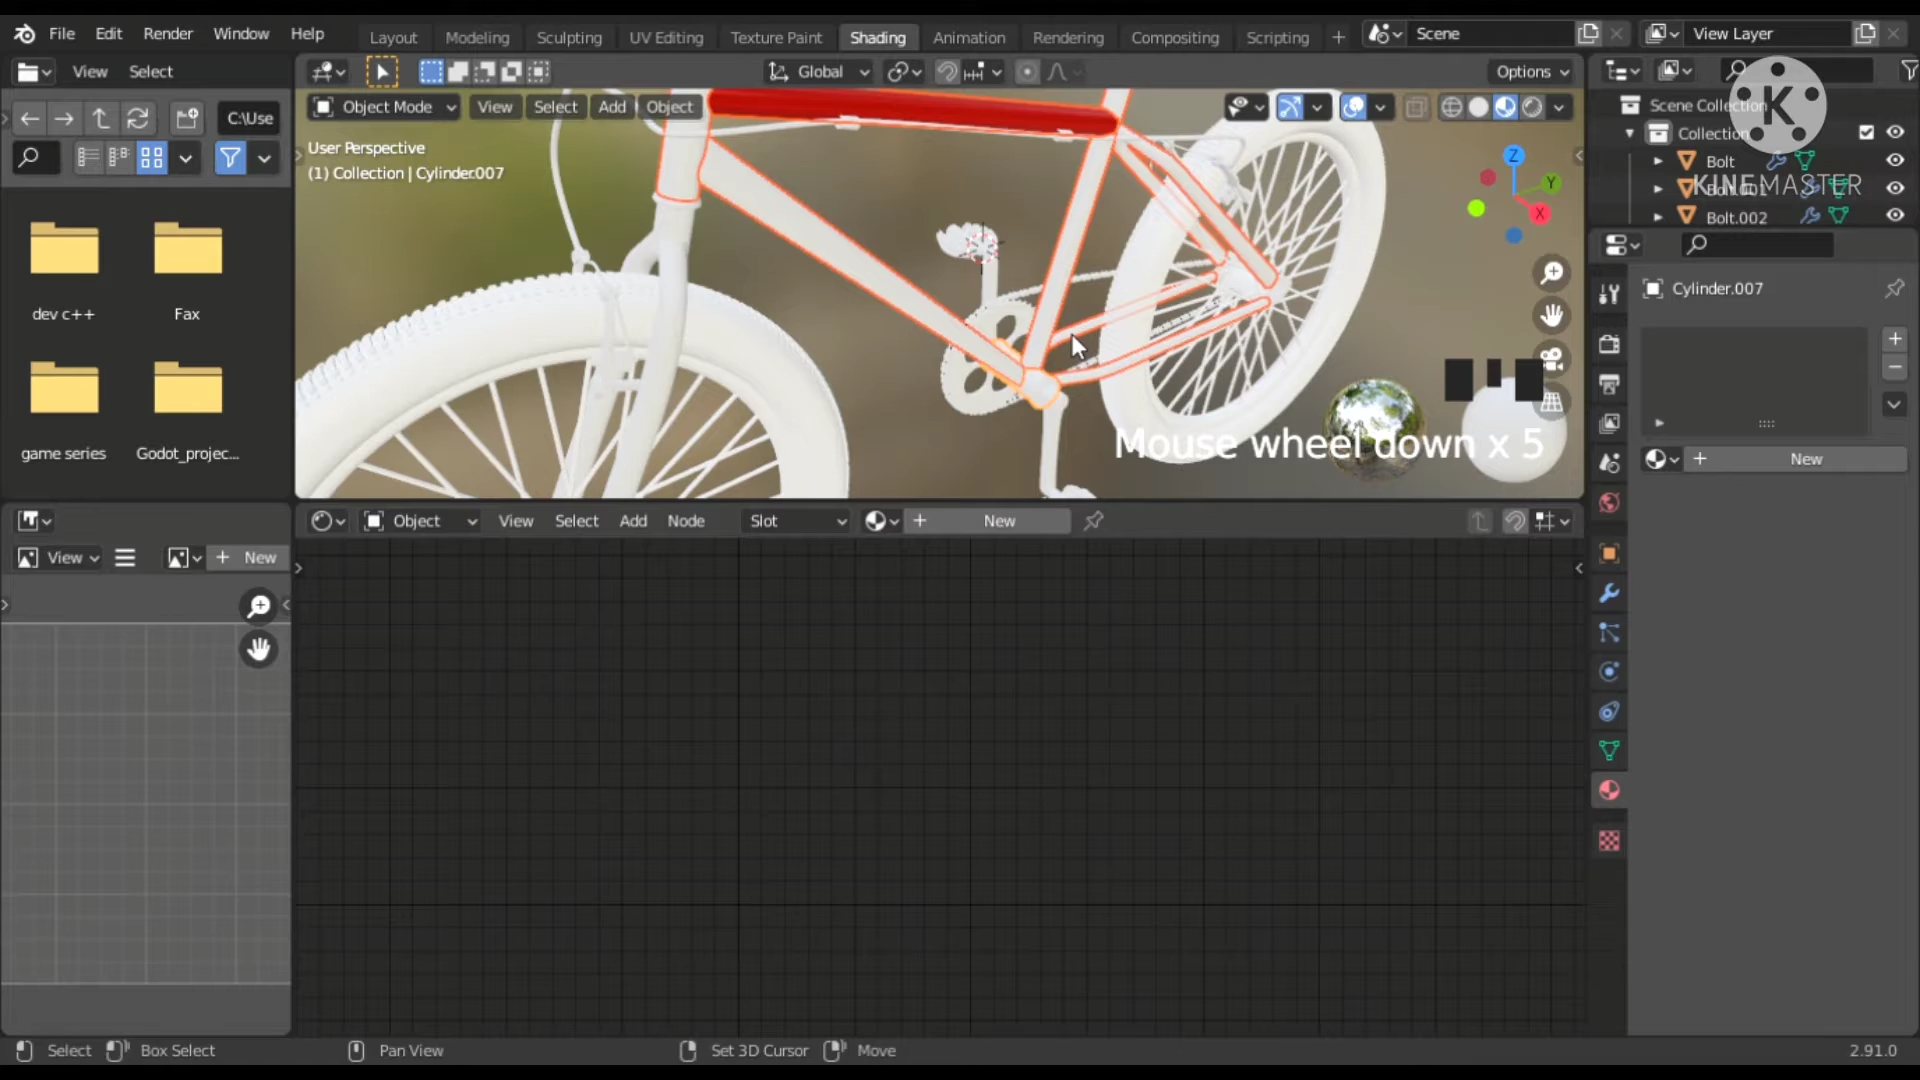 File Edit Render Window Help Layout Modeling Sculpting UV Editing Texture Paint Shading Animation Rendering Compositing Scripting + Scene View Layer
View Select Global Options
C:\Use Object Mode View Select Add Object Scene Collection
K
User Perspective Collection
(1) Collection | Cylinder.007 Bolt
KINEMASTER
Bolt.001
Bolt.002
Z
Y
X
Cylinder.007
dev c++ Fax
Mouse wheel down x 5
game series Godot_projec...
+ New
Object View Select Add Node Slot + New
View + New
Select Box Select Pan View Set 3D Cursor Move 2.91.0